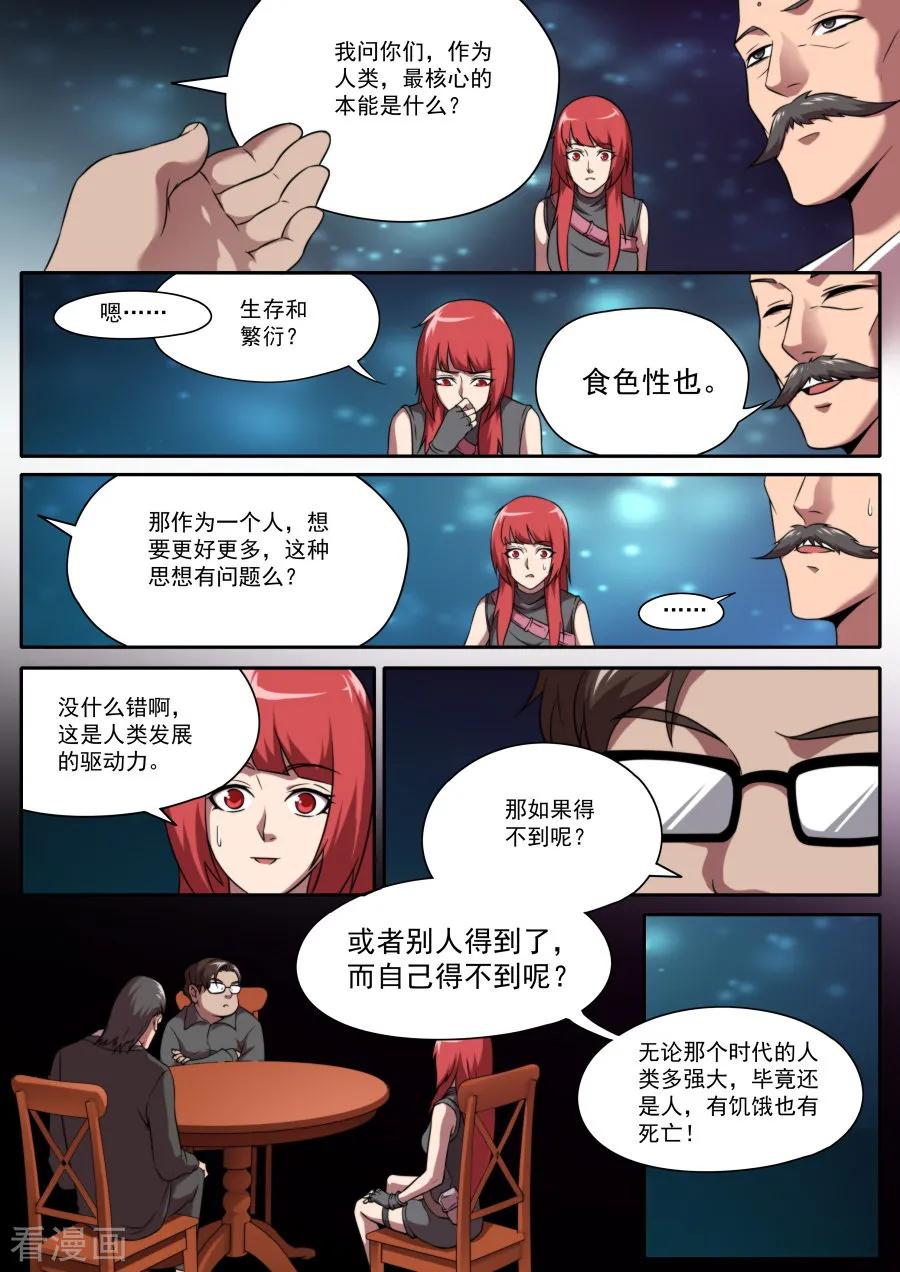 我问你们，作为
人类，最核心的
本能是什么？
嗯……
生存和
繁衍？
食色性也。
那作为一个人，想
要更好更多，这种
思想有问题么？
……
没什么错啊，
这是人类发展
的驱动力。
那如果得
不到呢？
或者别人得到了，
而自己得不到呢？
无论那个时代的人
类多强大，毕竟还
是人，有饥饿也有
死亡！
看漫画